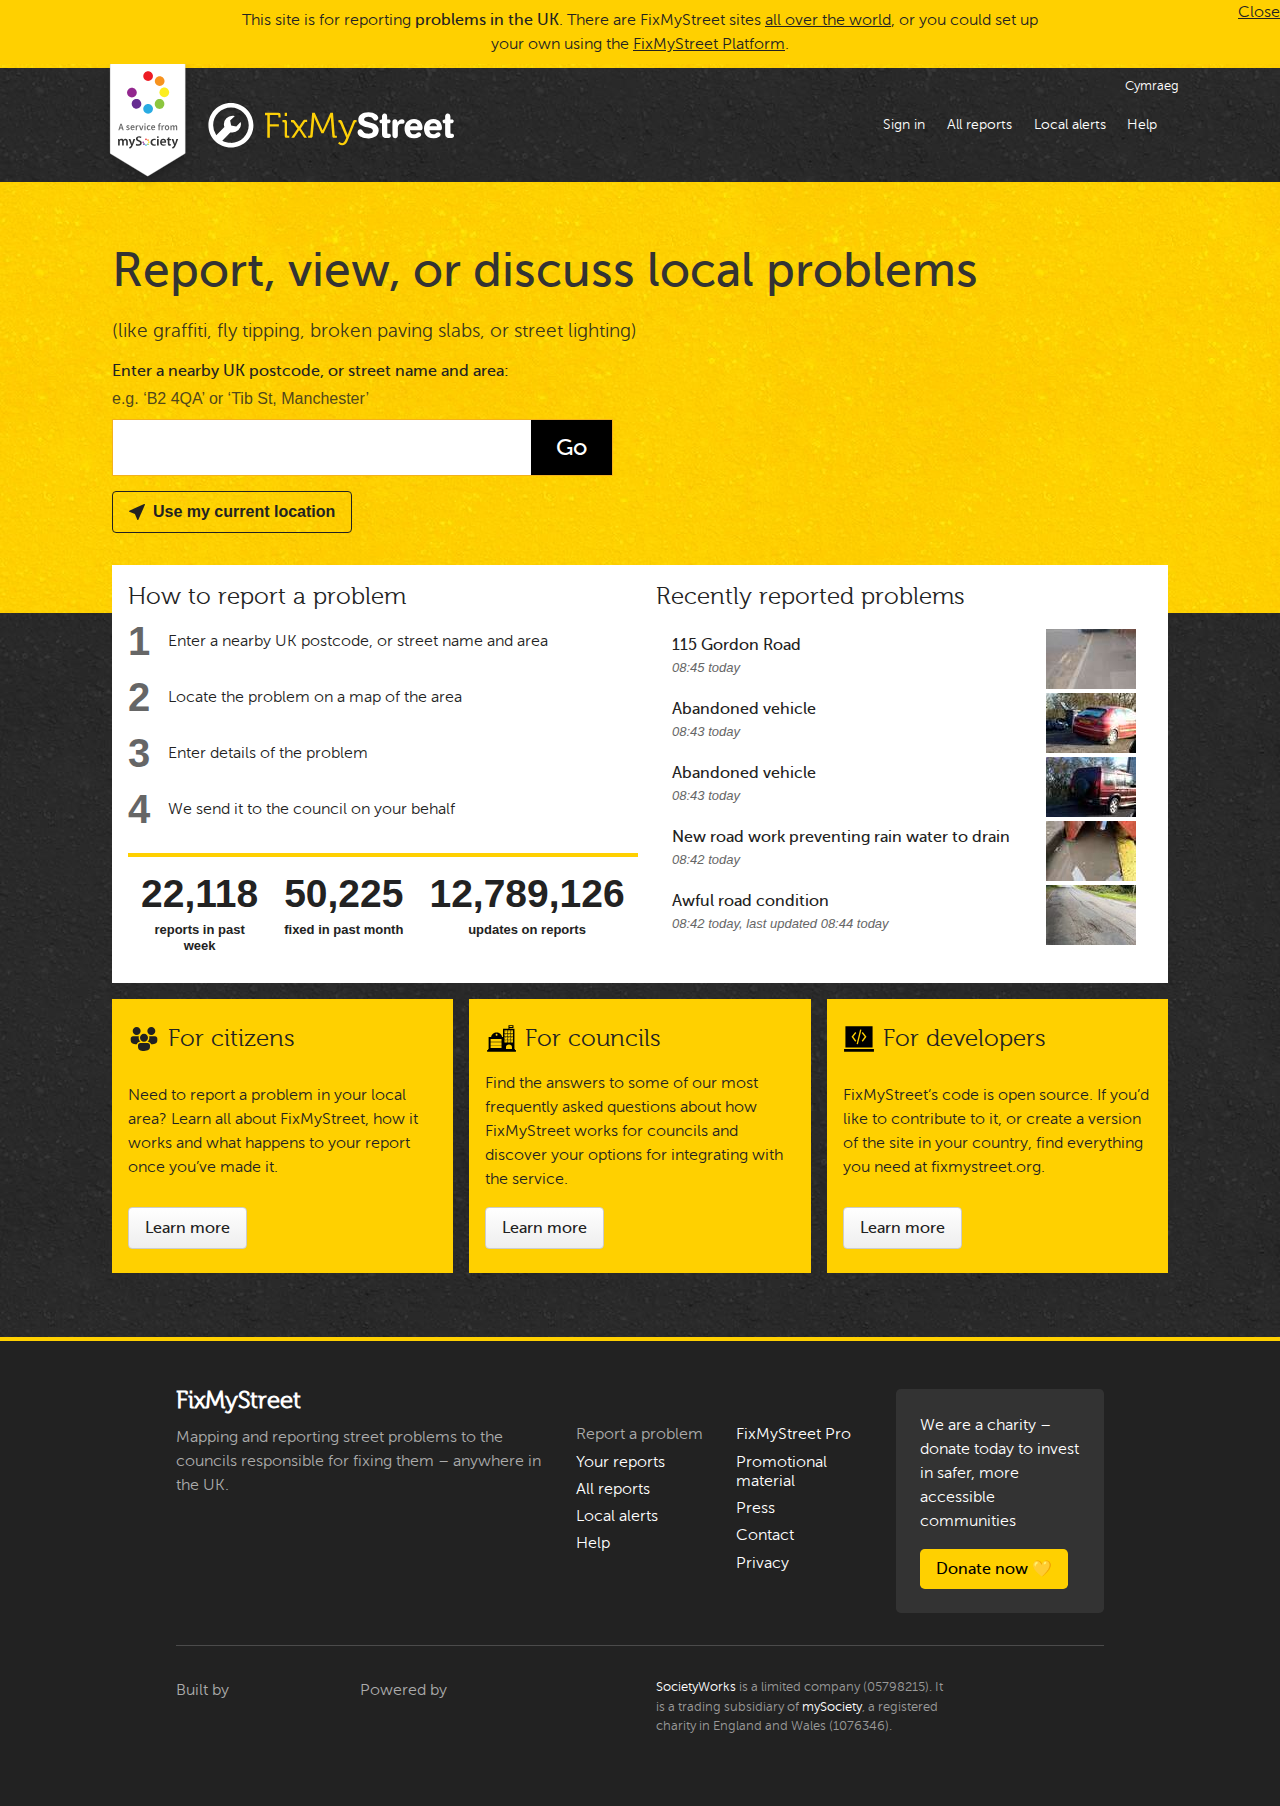 This site is for reporting problems in the UK. There are FixMyStreet sites all over the world, or you could set up
your own using the FixMyStreet Platform.
Close
Cymraeg
A service from
mySociety
FixMyStreet
Sign in
All reports
Local alerts
Help
Report, view, or discuss local problems
(like graffiti, fly tipping, broken paving slabs, or street lighting)
Enter a nearby UK postcode, or street name and area:
e.g. ‘B2 4QA’ or ‘Tib St, Manchester’
Go
Use my current location
How to report a problem
1 Enter a nearby UK postcode, or street name and area
2 Locate the problem on a map of the area
3 Enter details of the problem
4 We send it to the council on your behalf
22,118
reports in past
week
50,225
fixed in past month
12,789,126
updates on reports
Recently reported problems
115 Gordon Road
08:45 today
Abandoned vehicle
08:43 today
Abandoned vehicle
08:43 today
New road work preventing rain water to drain
08:42 today
Awful road condition
08:42 today, last updated 08:44 today
For citizens
Need to report a problem in your local
area? Learn all about FixMyStreet, how it
works and what happens to your report
once you’ve made it.
Learn more
For councils
Find the answers to some of our most
frequently asked questions about how
FixMyStreet works for councils and
discover your options for integrating with
the service.
Learn more
For developers
FixMyStreet’s code is open source. If you’d
like to contribute to it, or create a version
of the site in your country, find everything
you need at fixmystreet.org.
Learn more
FixMyStreet
Mapping and reporting street problems to the
councils responsible for fixing them – anywhere in
the UK.
Report a problem
Your reports
All reports
Local alerts
Help
FixMyStreet Pro
Promotional
material
Press
Contact
Privacy
We are a charity –
donate today to invest
in safer, more
accessible
communities
Donate now 💛
Built by
Powered by
SocietyWorks is a limited company (05798215). It
is a trading subsidiary of mySociety, a registered
charity in England and Wales (1076346).